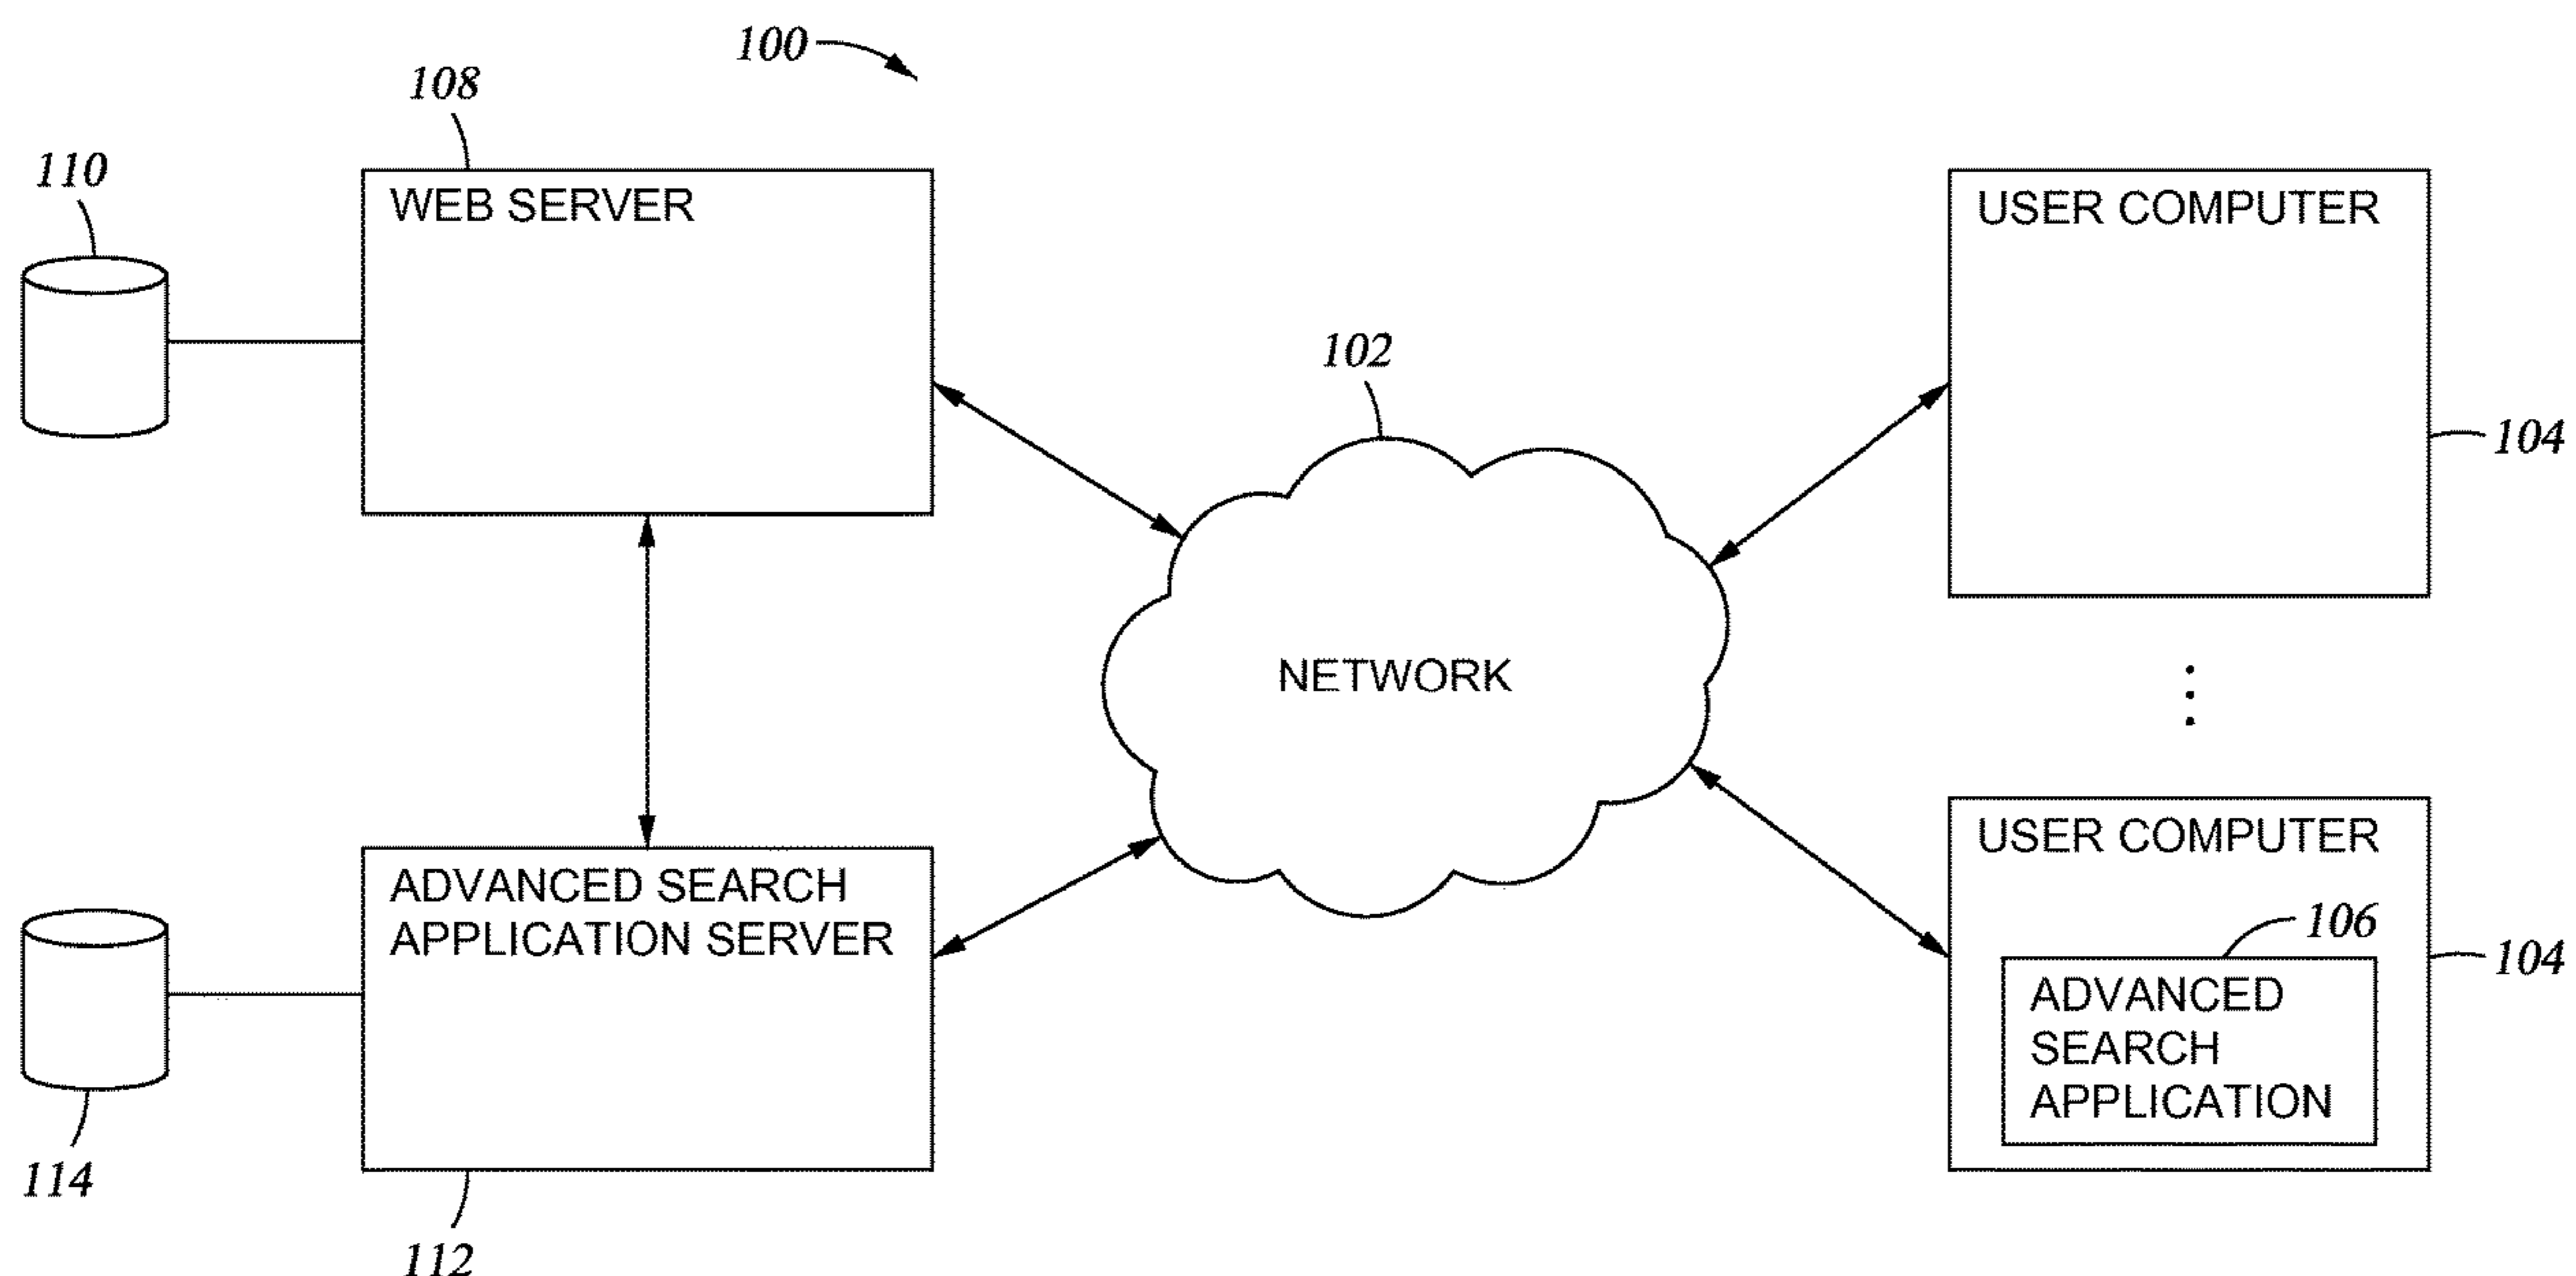 100
108
110
WEB SERVER
USER COMPUTER
102
104
NETWORK
USER COMPUTER
ADVANCED SEARCH
APPLICATION SERVER
106
104
ADVANCED
SEARCH
APPLICATION
114
112